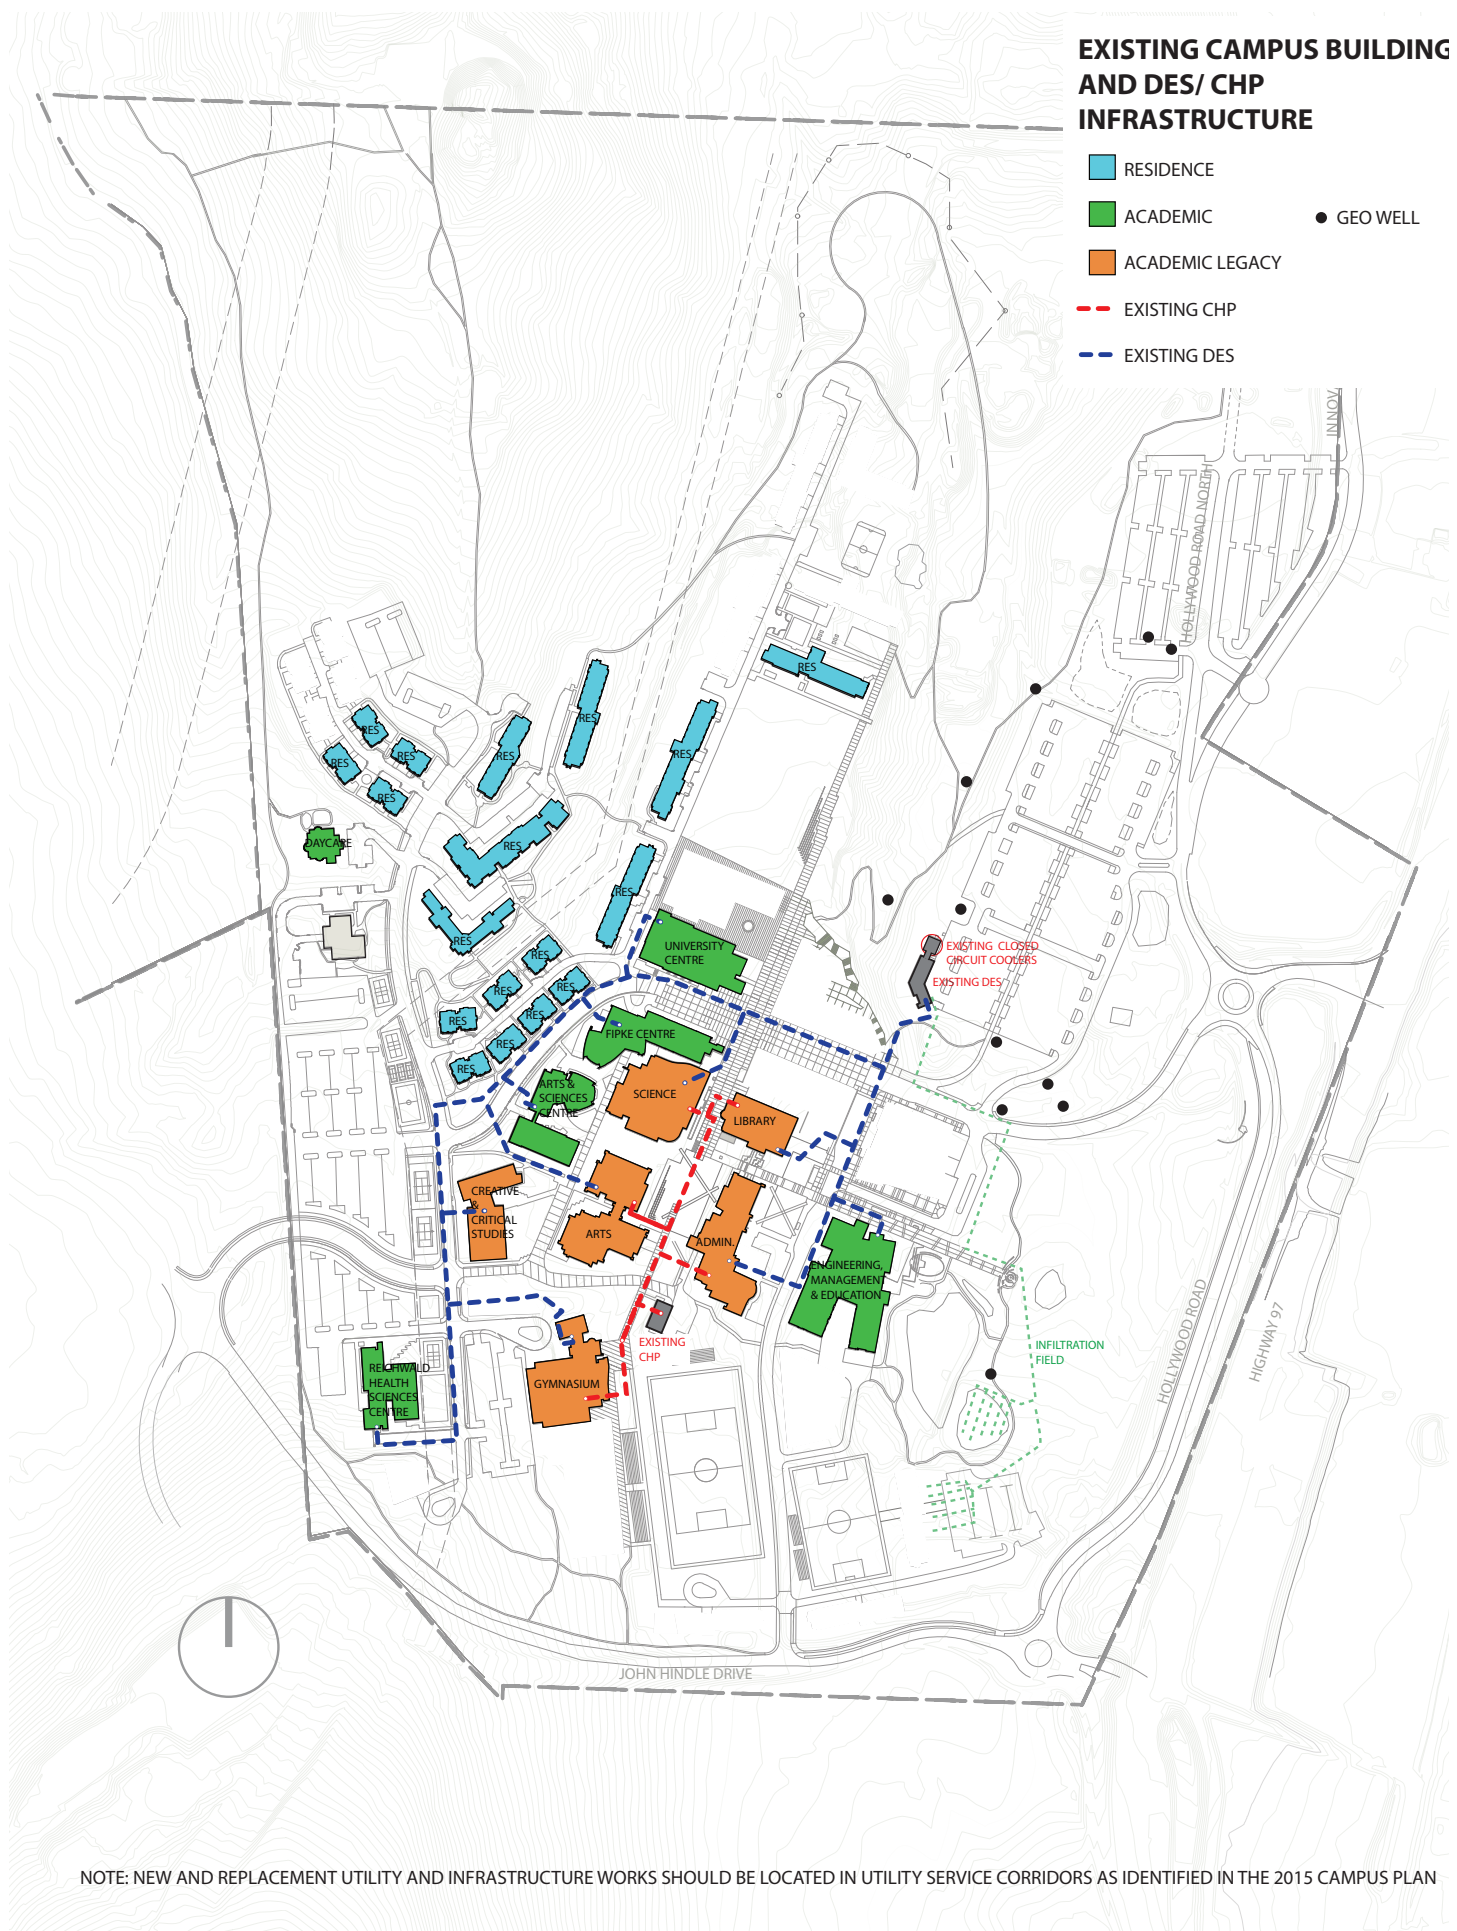 EXISTING CAMPUS BUILDING
AND DES/ CHP
INFRASTRUCTURE
RESIDENCE
ACADEMIC
GEO WELL
ACADEMIC LEGACY
EXISTING CHP
EXISTING DES
INNOV
HOLLYWOOD ROAD NORTH
RES
RES
RES
RES
RES
RES
RES
RES
RES
DAYCARE
RES
RES
RES
UNIVERSITY
CENTRE
EXISTING CLOSED
CIRCUIT COOLERS
EXISTING DES
RES
RES
RES
RES
RES
RES
RES
FIPKE CENTRE
ARTS &
SCIENCES
CENTRE
SCIENCE
LIBRARY
CREATIVE
&
CRITICAL
STUDIES
ARTS
ADMIN.
ENGINEERING,
MANAGEMENT
& EDUCATION
EXISTING
CHP
INFILTRATION
FIELD
HOLLYWOOD ROAD
HIGHWAY 97
REICHWALD
HEALTH
SCIENCES
CENTRE
GYMNASIUM
JOHN HINDLE DRIVE
NOTE: NEW AND REPLACEMENT UTILITY AND INFRASTRUCTURE WORKS SHOULD BE LOCATED IN UTILITY SERVICE CORRIDORS AS IDENTIFIED IN THE 2015 CAMPUS PLAN